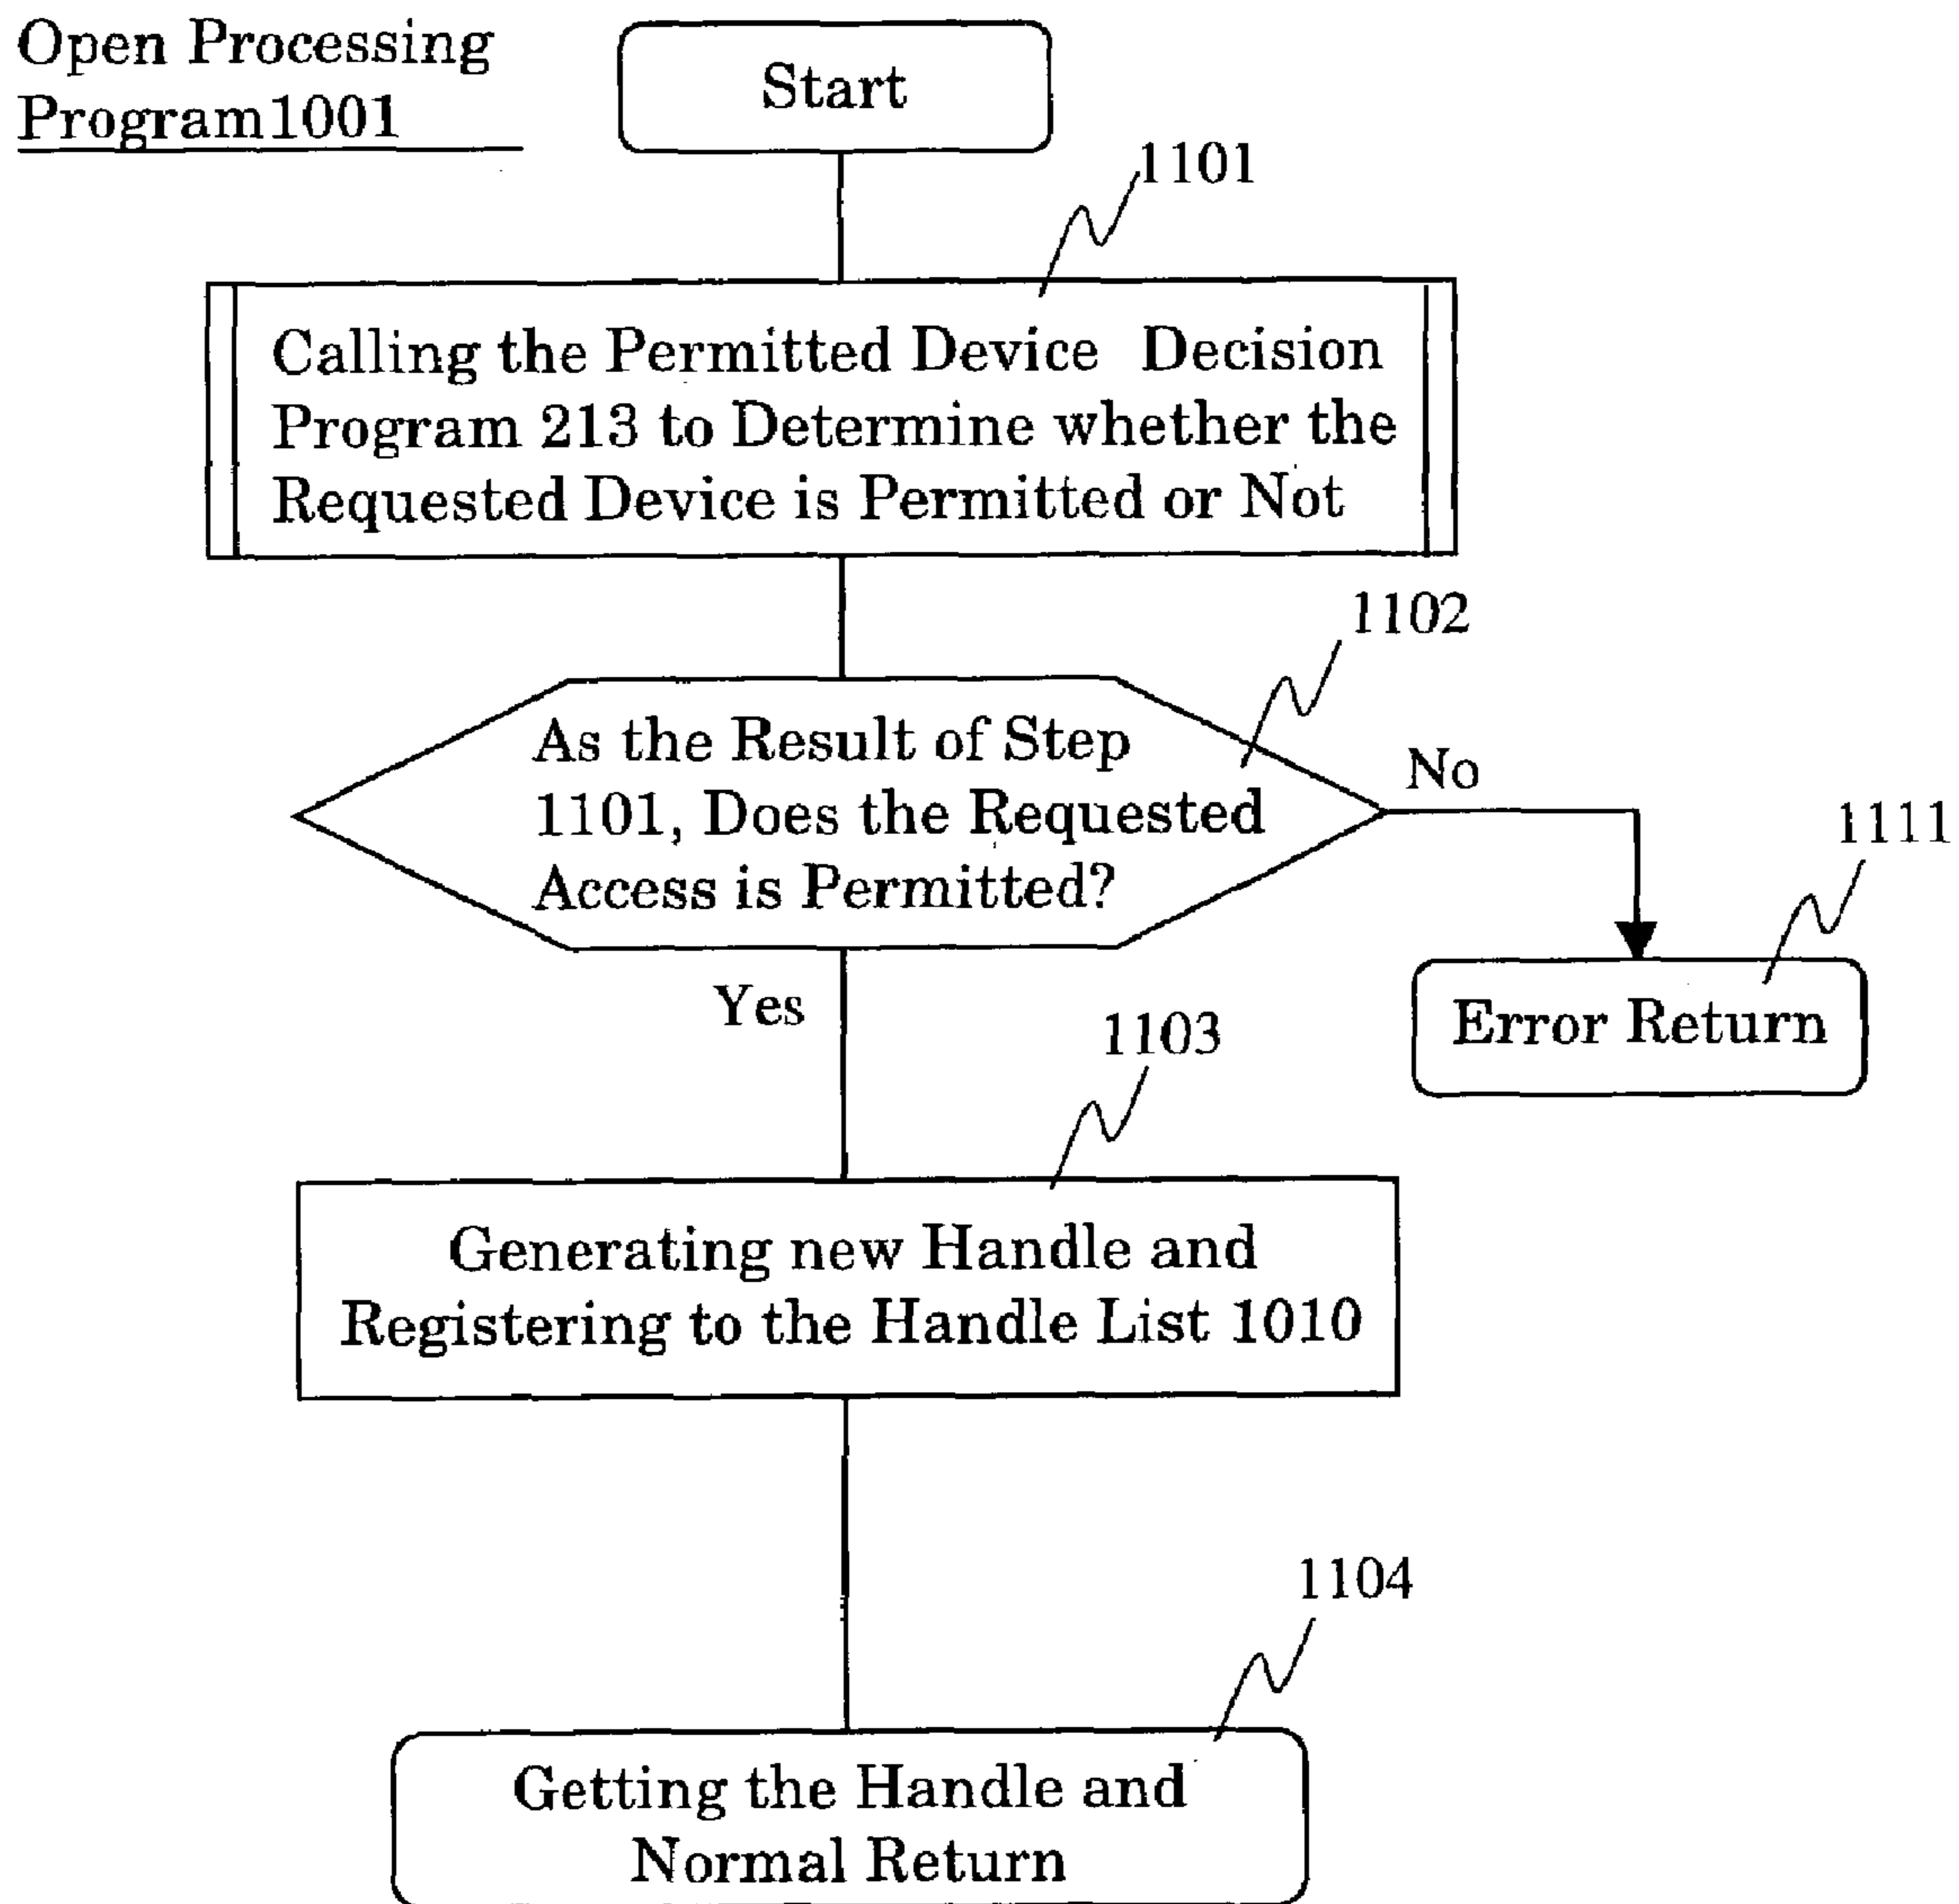 Open Processing
Program1001
Start
1101
Calling the Permitted Device Decision
Program 213 to Determine whether the
Requested Device is Permitted or Not
1102
As the Result of Step
1101, Does the Requested
Access is Permitted?
No
1111
Error Return
Yes
1103
Generating new Handle and
Registering to the Handle List 1010
1104
Getting the Handle and
Normal Return